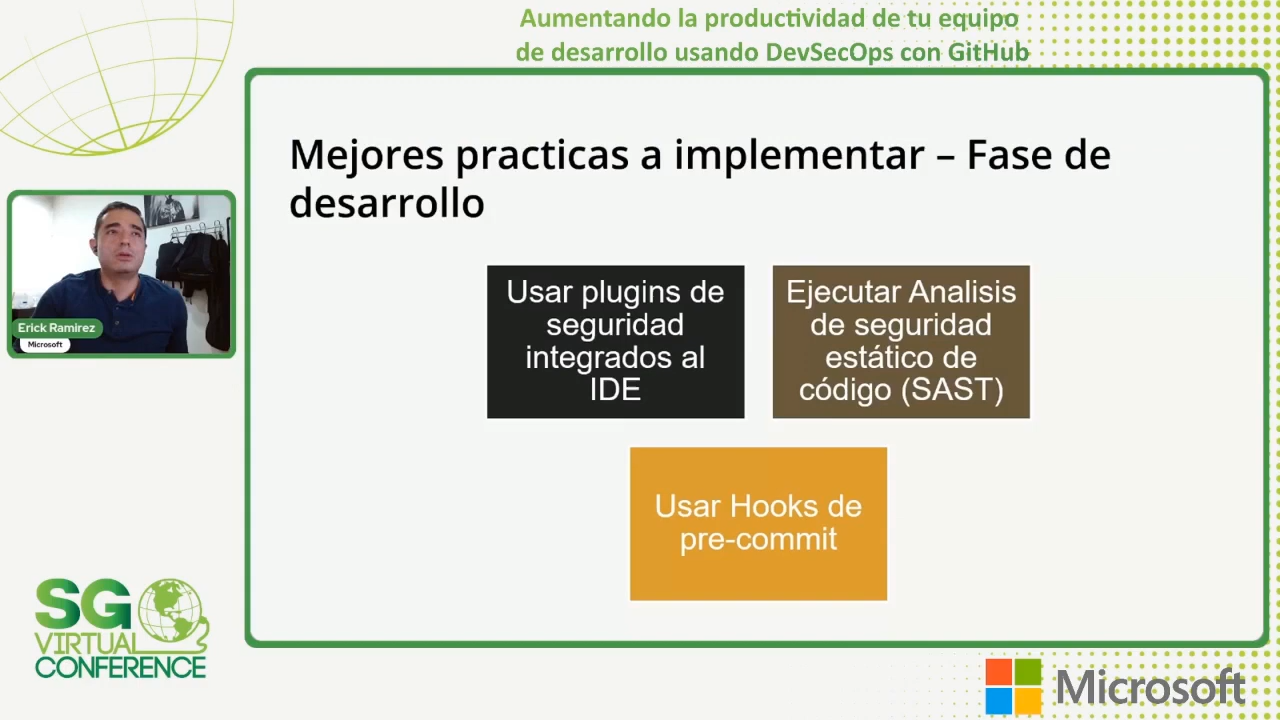 Aumentando la productividad de tu equipo
de desarrollo usando DevSecOps con GitHub
Mejores practicas a implementar – Fase de
desarrollo
Usar plugins de
seguridad
integrados al
IDE
Ejecutar Analisis
de seguridad
estático de
código (SAST)
Usar Hooks de
pre-commit
Erick Ramirez
Microsoft
SG
VIRTUAL
CONFERENCE
Microsoft